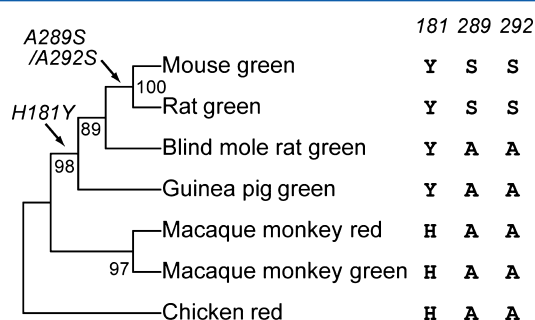 181 289 292
A289S
/A292S
Mouse green Y S S
100
Rat green Y S S
H181Y
89
Blind mole rat green Y A A
98
Guinea pig green Y A A
Macaque monkey red H A A
97
Macaque monkey green H A A
Chicken red H A A